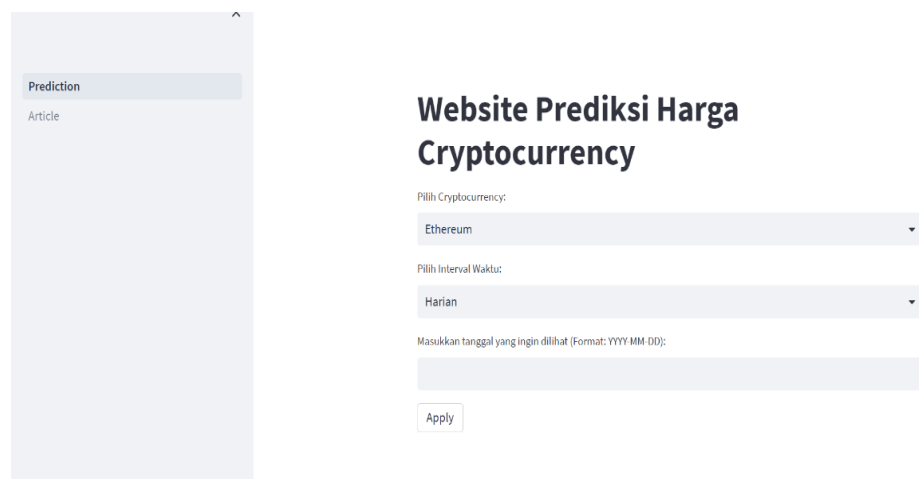 Prediction
Article
Website Prediksi Harga
Cryptocurrency
Pilih Cryptocurrency:
Ethereum
Pilih Interval Waktu:
Harian
Masukkan tanggal yang ingin dilihat (Format: YYYY-MM-DD):
Apply